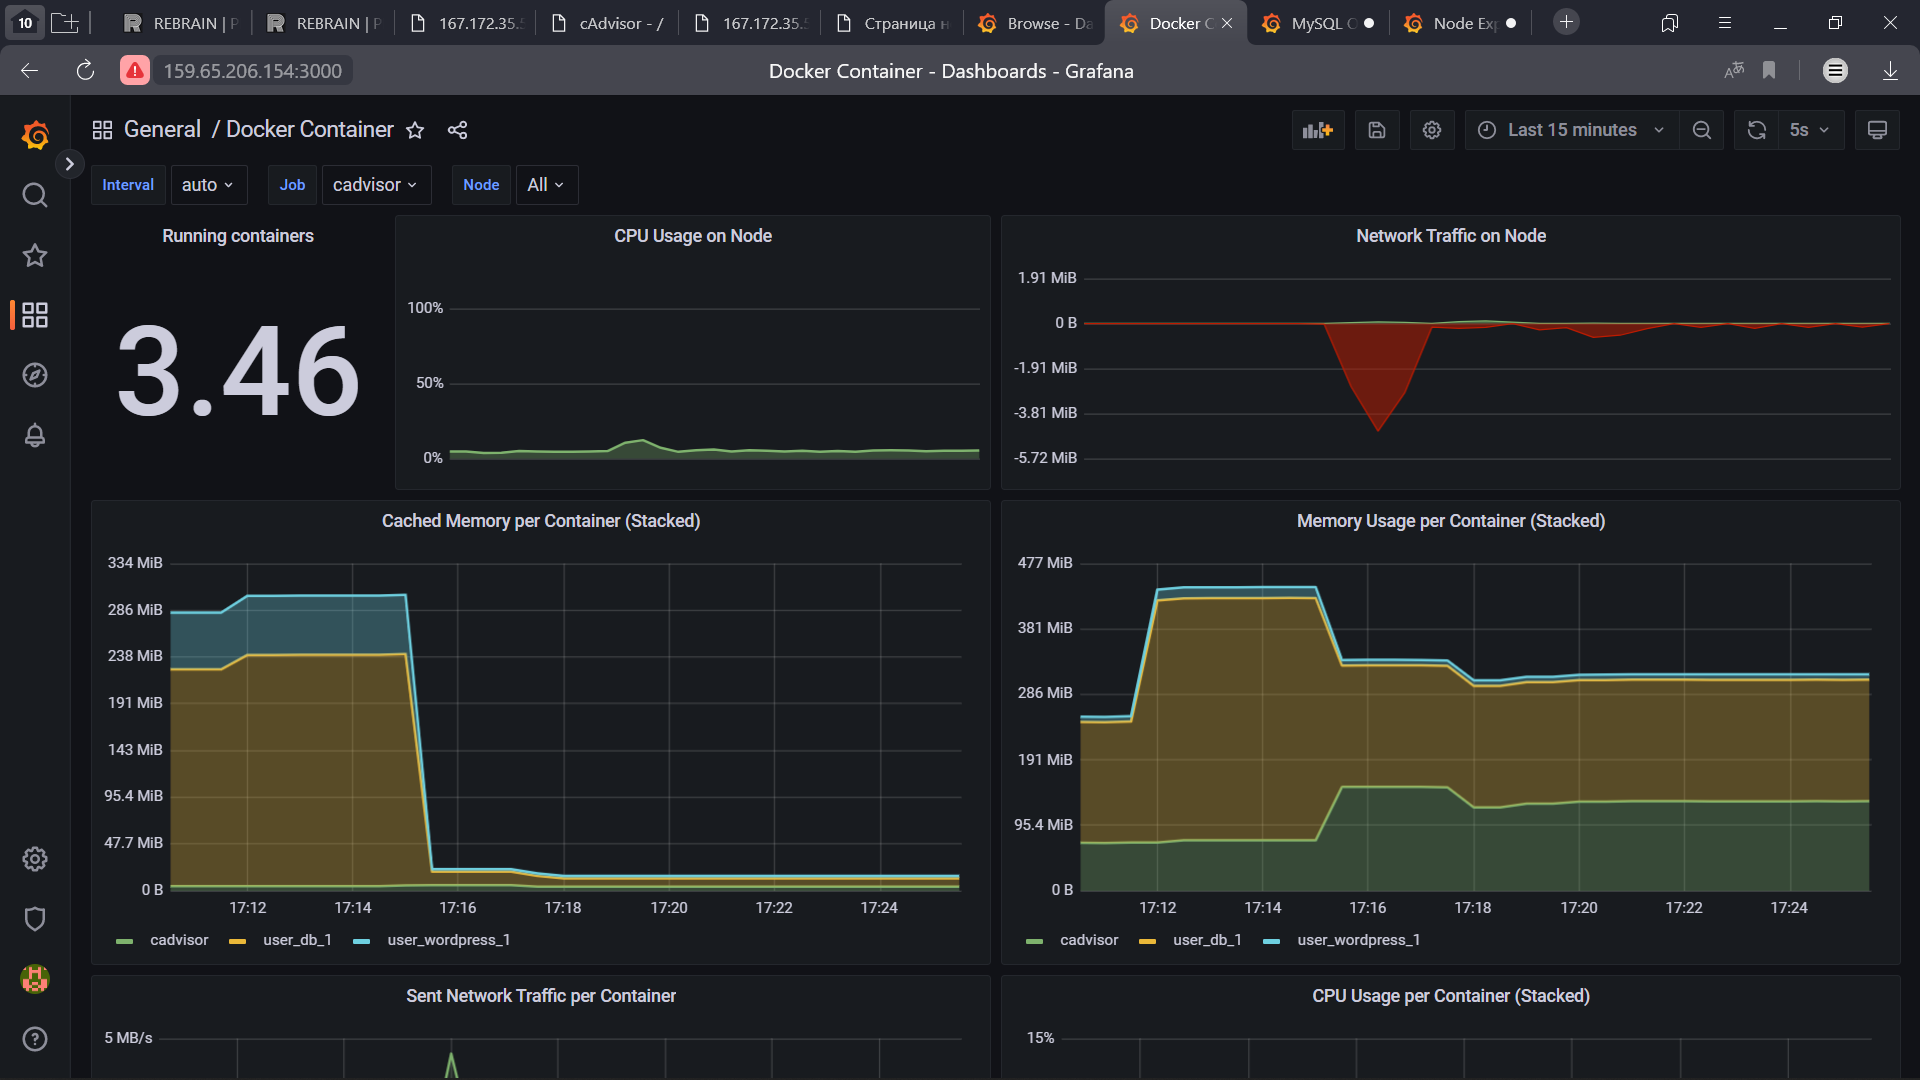 10
REBRAIN | P
REBRAIN | P
167.172.35.5
cAdvisor - /
167.172.35.5
Страница н
Browse - Da
Docker C
MySQL O
Node Exp
159.65.206.154:3000
Docker Container - Dashboards - Grafana
General / Docker Container
Last 15 minutes
5s
Interval auto
Job cadvisor
Node All
Running containers
3.46
CPU Usage on Node
100%
50%
0%
Network Traffic on Node
1.91 MiB
0 B
-1.91 MiB
-3.81 MiB
-5.72 MiB
Cached Memory per Container (Stacked)
334 MiB
286 MiB
238 MiB
191 MiB
143 MiB
95.4 MiB
47.7 MiB
0 B
17:12 17:14 17:16 17:18 17:20 17:22 17:24
cadvisor user_db_1 user_wordpress_1
Memory Usage per Container (Stacked)
477 MiB
381 MiB
286 MiB
191 MiB
95.4 MiB
0 B
17:12 17:14 17:16 17:18 17:20 17:22 17:24
cadvisor user_db_1 user_wordpress_1
Sent Network Traffic per Container
5 MB/s
CPU Usage per Container (Stacked)
15%